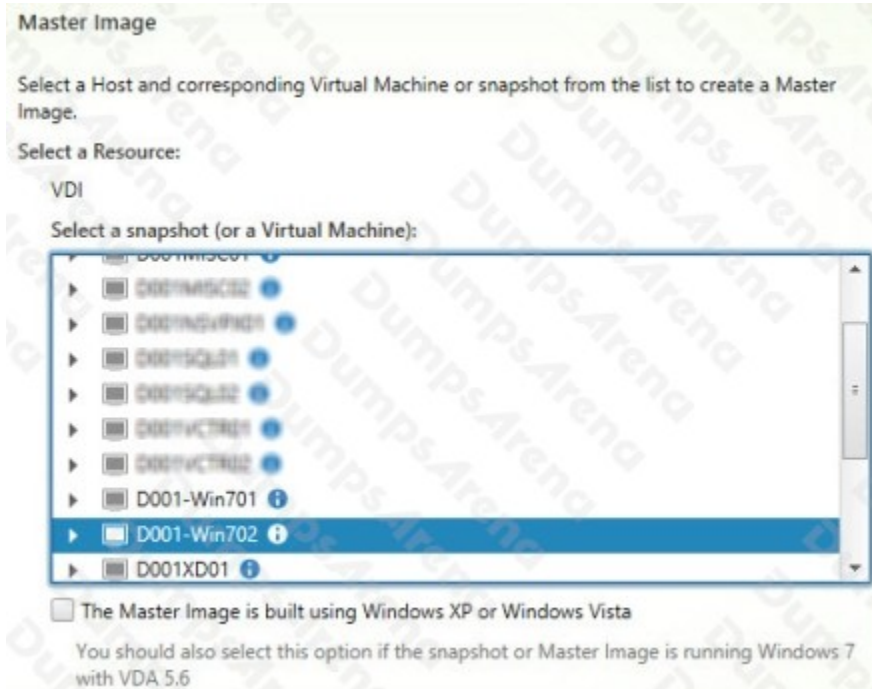 Master Image
Select a Host and corresponding Virtual Machine or snapshot from the list to create a Master
Image.
Select a Resource:
VDI
Select a snapshot (or a Virtual Machine):
D001MISC01
D001-Win701
D001-Win702
D001XD01
The Master Image is built using Windows XP or Windows Vista
You should also select this option if the snapshot or Master Image is running Windows 7
with VDA 5.6
DumpsArena